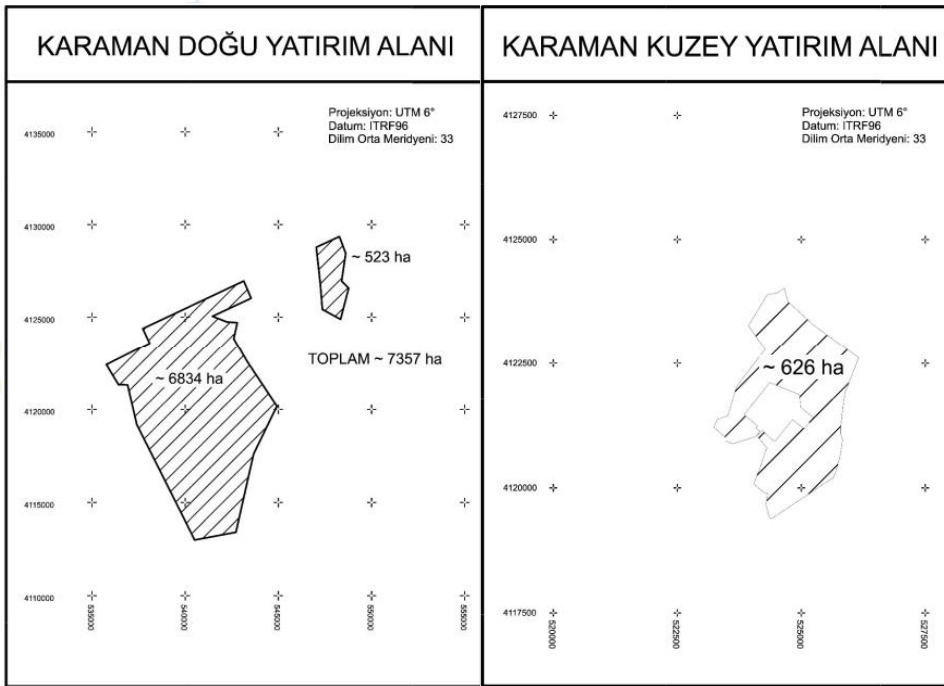 KARAMAN DOĞU YATIRIM ALANI
Projeksiyon: UTM 6°
Datum: ITRF96
Dilim Orta Meridyeni: 33
4135000
4130000
~ 523 ha
4125000
TOPLAM ~ 7357 ha
~ 6834 ha
4120000
4115000
4110000
535000
540000
545000
550000
555000
KARAMAN KUZEY YATIRIM ALANI
Projeksiyon: UTM 6°
Datum: ITRF96
Dilim Orta Meridyeni: 33
4127500
4125000
4122500
~ 626 ha
4120000
4117500
520000
522500
525000
527500